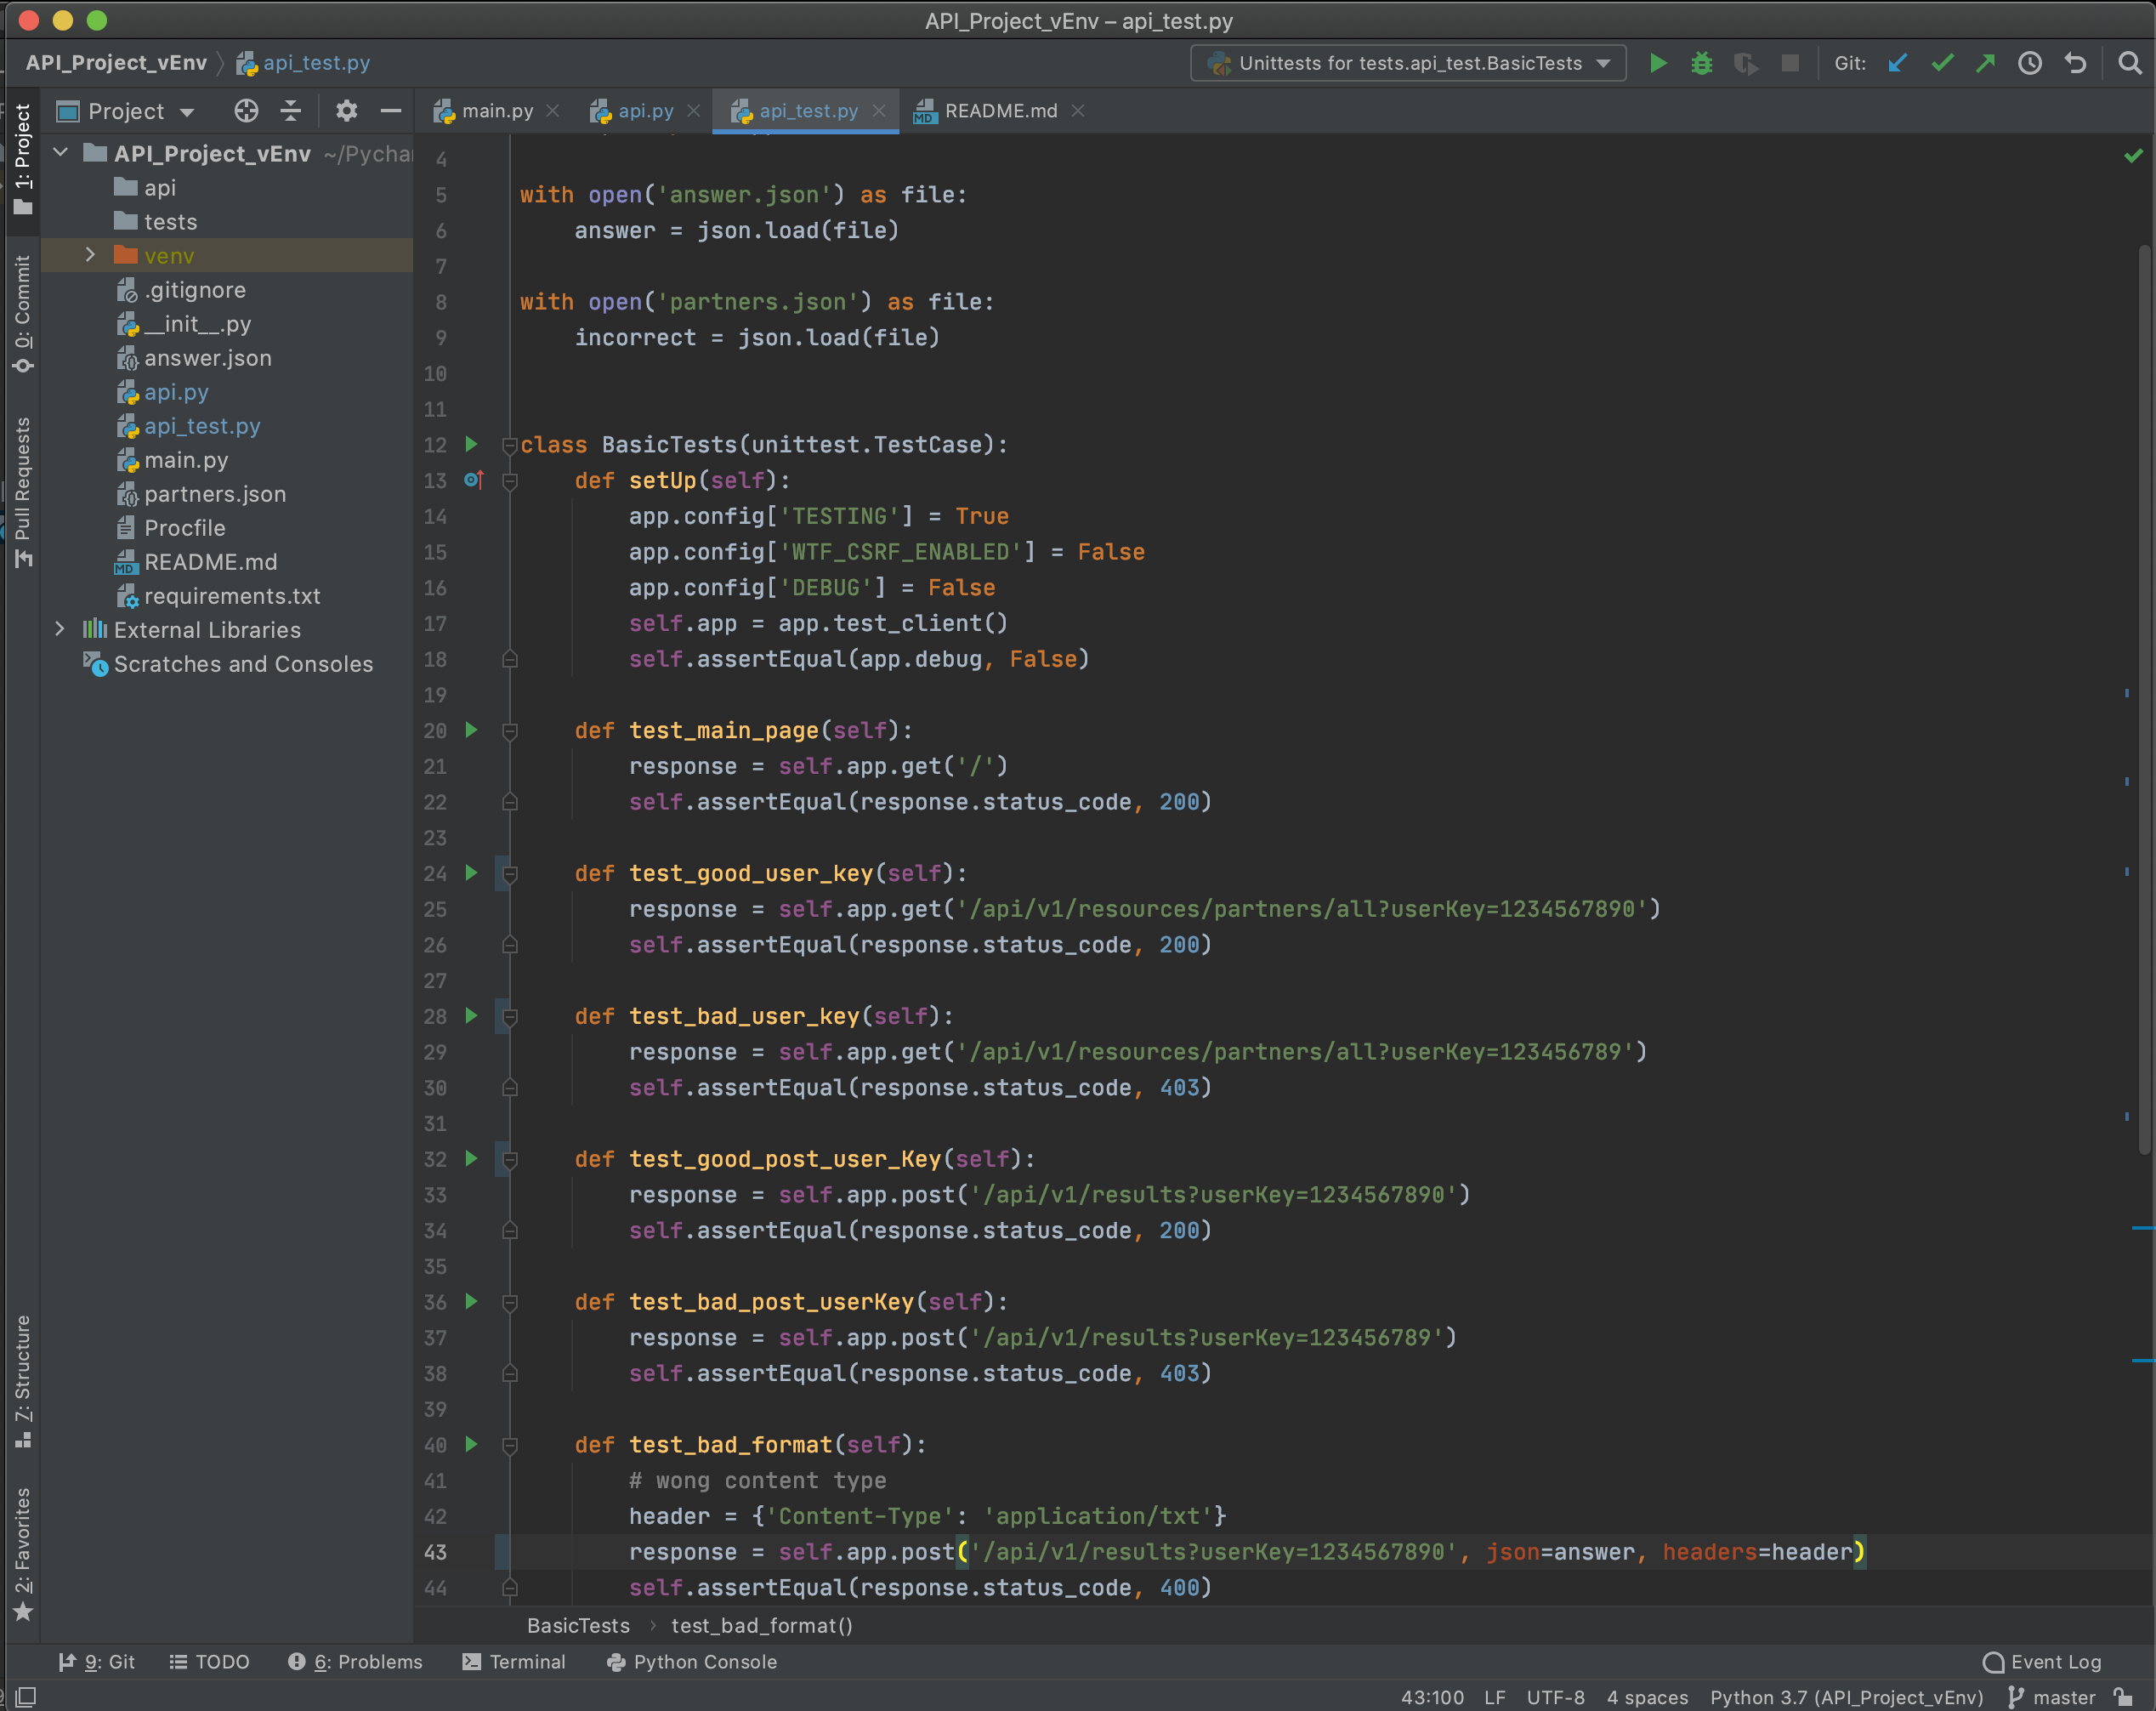 API_Project_vEnv – api_test.py
API_Project_vEnv api_test.py Unittests for tests.api_test.BasicTests Git:
Project main.py api.py api_test.py README.md
1: Project
0: Commit
Pull Requests
7: Structure
2: Favorites
API_Project_vEnv ~/Pychar
api
tests
venv
.gitignore
__init__.py
answer.json
api.py
api_test.py
main.py
partners.json
Procfile
README.md
requirements.txt
External Libraries
Scratches and Consoles
4
5 with open('answer.json') as file:
6 answer = json.load(file)
7
8 with open('partners.json') as file:
9 incorrect = json.load(file)
10
11
12 class BasicTests(unittest.TestCase):
13 def setUp(self):
14 app.config['TESTING'] = True
15 app.config['WTF_CSRF_ENABLED'] = False
16 app.config['DEBUG'] = False
17 self.app = app.test_client()
18 self.assertEqual(app.debug, False)
19
20 def test_main_page(self):
21 response = self.app.get('/')
22 self.assertEqual(response.status_code, 200)
23
24 def test_good_user_key(self):
25 response = self.app.get('/api/v1/resources/partners/all?userKey=1234567890')
26 self.assertEqual(response.status_code, 200)
27
28 def test_bad_user_key(self):
29 response = self.app.get('/api/v1/resources/partners/all?userKey=123456789')
30 self.assertEqual(response.status_code, 403)
31
32 def test_good_post_user_Key(self):
33 response = self.app.post('/api/v1/results?userKey=1234567890')
34 self.assertEqual(response.status_code, 200)
35
36 def test_bad_post_userKey(self):
37 response = self.app.post('/api/v1/results?userKey=123456789')
38 self.assertEqual(response.status_code, 403)
39
40 def test_bad_format(self):
41 # wong content type
42 header = {'Content-Type': 'application/txt'}
43 response = self.app.post('/api/v1/results?userKey=1234567890', json=answer, headers=header)
44 self.assertEqual(response.status_code, 400)
BasicTests › test_bad_format()
9: Git TODO 6: Problems Terminal Python Console Event Log
43:100 LF UTF-8 4 spaces Python 3.7 (API_Project_vEnv) master